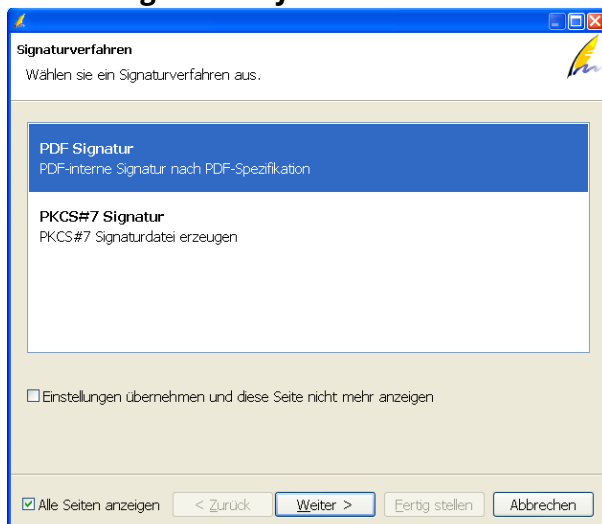 Signaturverfahren
Wählen sie ein Signaturverfahren aus.
PDF Signatur
PDF-interne Signatur nach PDF-Spezifikation
PKCS#7 Signatur
PKCS#7 Signaturdatei erzeugen
Einstellungen übernehmen und diese Seite nicht mehr anzeigen
Alle Seiten anzeigen < Zurück Weiter > Fertig stellen Abbrechen